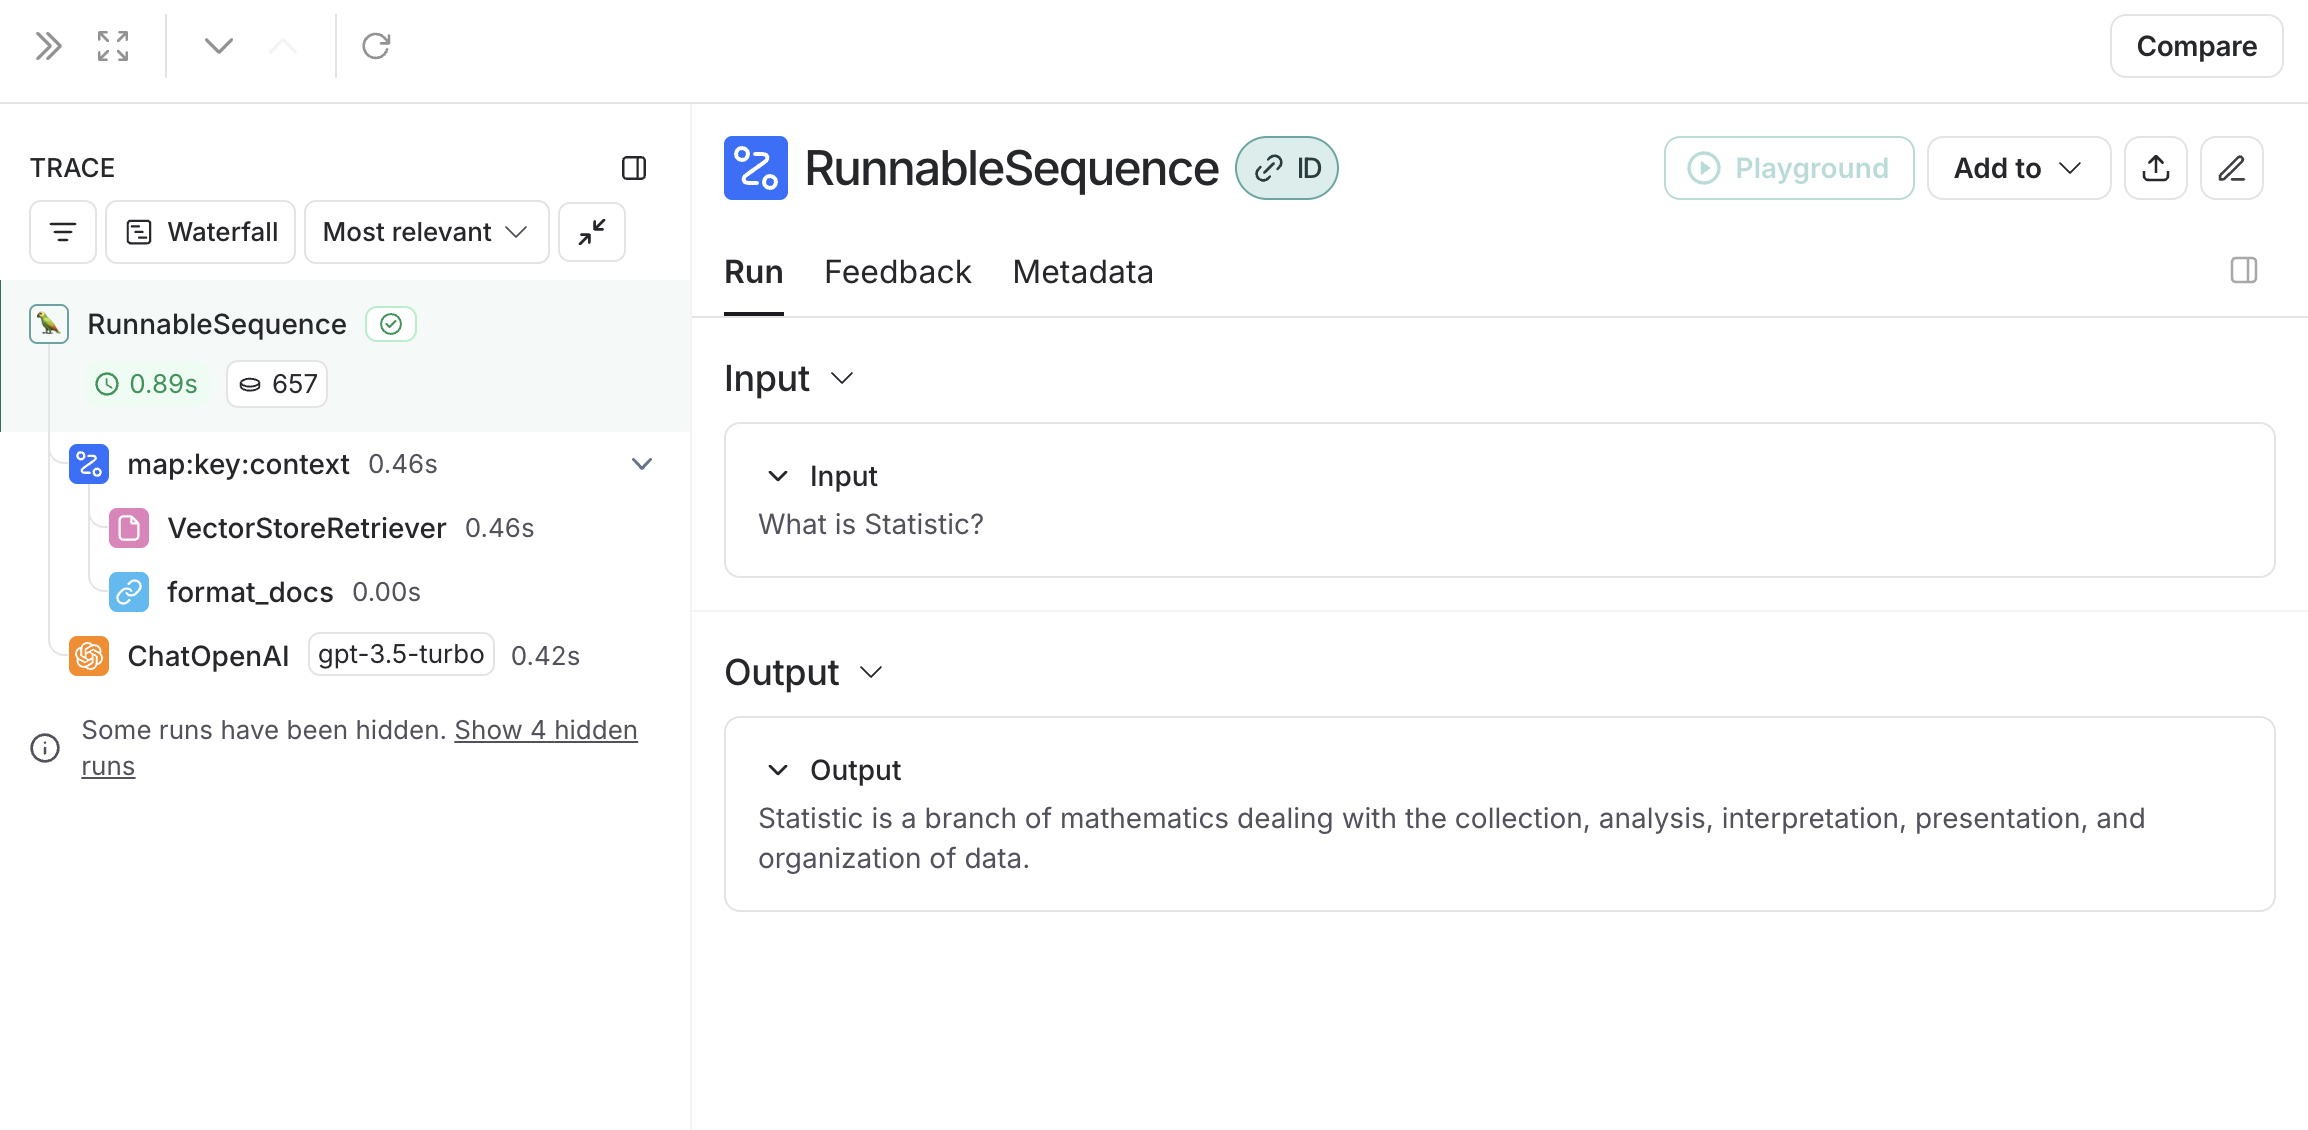 Compare
TRACE
Waterfall
Most relevant
RunnableSequence
0.89s
657
map:key:context 0.46s
VectorStoreRetriever 0.46s
format_docs 0.00s
ChatOpenAI gpt-3.5-turbo 0.42s
Some runs have been hidden. Show 4 hidden
runs
RunnableSequence ID
Playground
Add to
Run Feedback Metadata
Input
Input
What is Statistic?
Output
Output
Statistic is a branch of mathematics dealing with the collection, analysis, interpretation, presentation, and
organization of data.